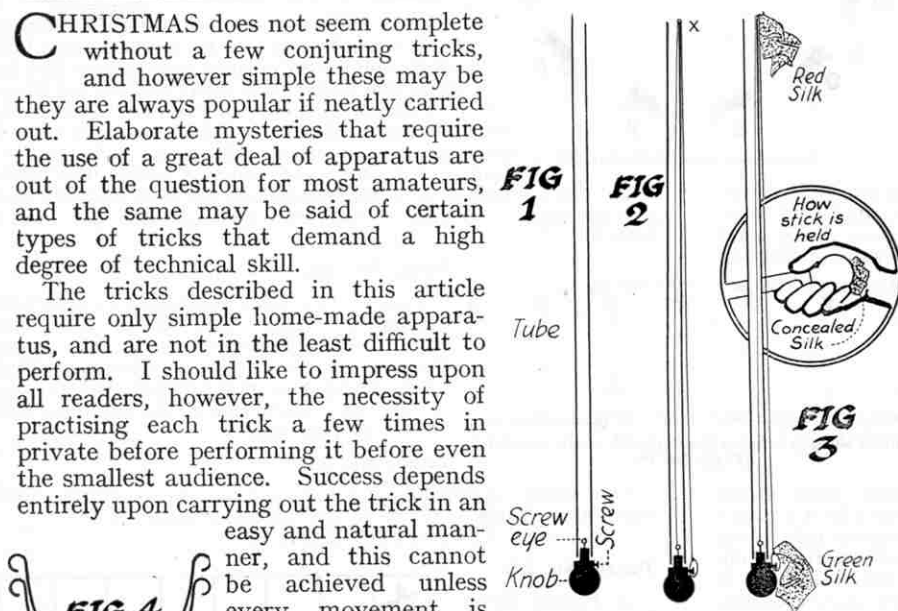 CHRISTMAS does not seem complete
without a few conjuring tricks,
and however simple these may be
they are always popular if neatly carried
out. Elaborate mysteries that require
the use of a great deal of apparatus are
out of the question for most amateurs,
and the same may be said of certain
types of tricks that demand a high
degree of technical skill.
The tricks described in this article
require only simple home-made appara-
tus, and are not in the least difficult to
perform. I should like to impress upon
all readers, however, the necessity of
practising each trick a few times in
private before performing it before even
the smallest audience. Success depends
entirely upon carrying out the trick in an
easy and natural man-
ner, and this cannot
be achieved unless
every movement is
FIG 4
FIG
1
Tube
Screw
eye
Screw
Knob
FIG
2
x
Red
Silk
How
stick is
held
Concealed
Silk
FIG
3
Green
Silk